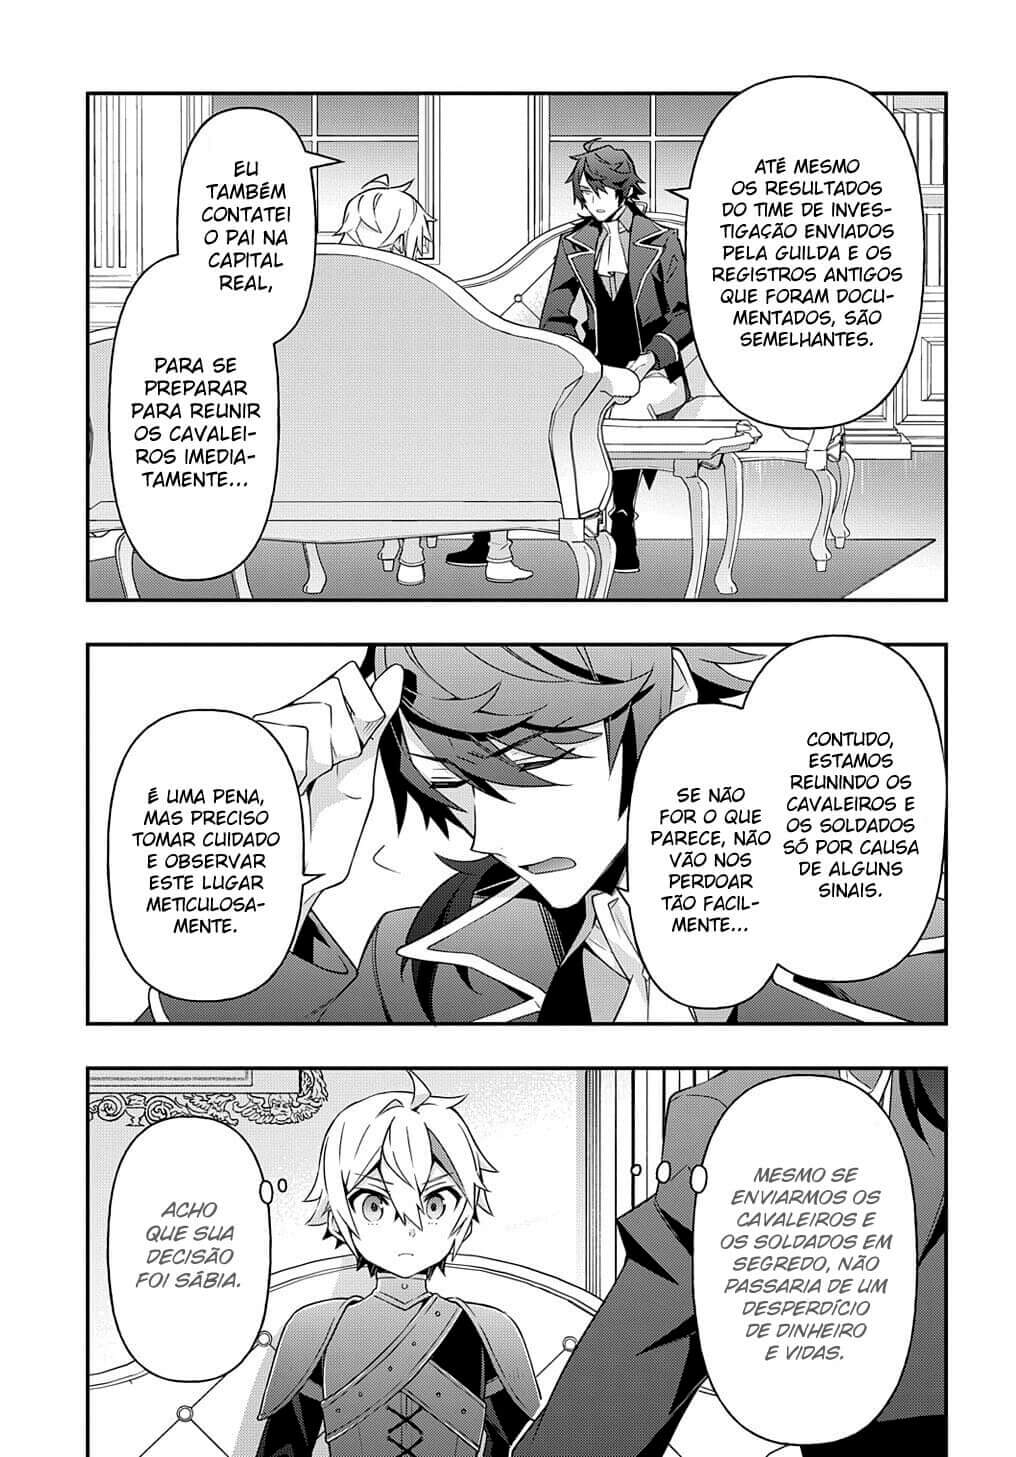 ATÉ MESMO
OS RESULTADOS
DO TIME DE INVES-
TIGAÇÃO ENVIADOS
PELA GUILDA E OS
REGISTROS ANTIGOS
QUE FORAM DOCU-
MENTADOS, SÃO
SEMELHANTES.
EU
TAMBÉM
CONTATEI
O PAI NA
CAPITAL
REAL,
PARA SE
PREPARAR
PARA REUNIR
OS CAVALEI-
ROS IMEDIA-
TAMENTE...
CONTUDO,
ESTAMOS
REUNINDO OS
CAVALEIROS E
OS SOLDADOS
SÓ POR CAUSA
DE ALGUNS
SINAIS.
SE NÃO
FOR O QUE
PARECE, NÃO
VÃO NOS
PERDOAR
TÃO FACIL-
MENTE...
É UMA PENA,
MAS PRECISO
TOMAR CUIDADO
E OBSERVAR
ESTE LUGAR
METICULOSA-
MENTE.
MESMO SE
ENVIARMOS OS
CAVALEIROS E
OS SOLDADOS EM
SEGREDO, NÃO
PASSARIA DE UM
DESPERDÍCIO
DE DINHEIRO
E VIDAS.
ACHO
QUE SUA
DECISÃO
FOI SÁBIA.